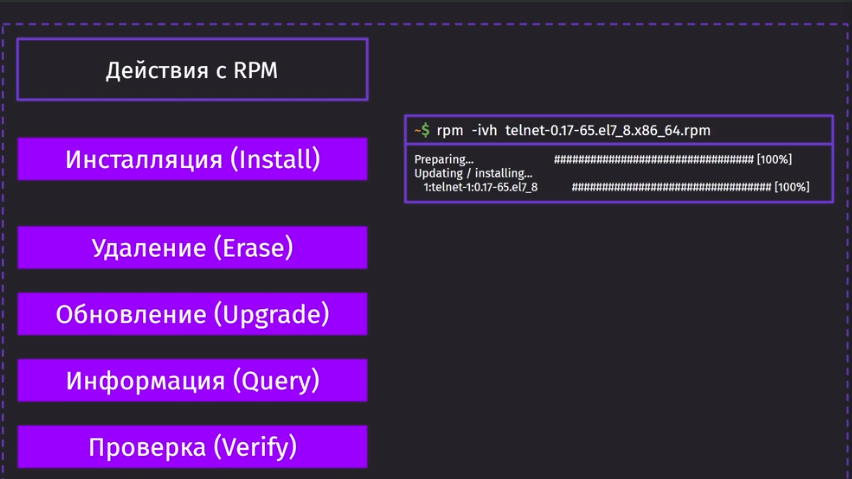 Действия с RPM
Инсталляция (Install)
Удаление (Erase)
Обновление (Upgrade)
Информация (Query)
Проверка (Verify)
~$ rpm -ivh telnet-0.17-65.el7_8.x86_64.rpm
Preparing... ################################# [100%]
Updating / installing...
1:telnet-1:0.17-65.el7_8 ################################# [100%]